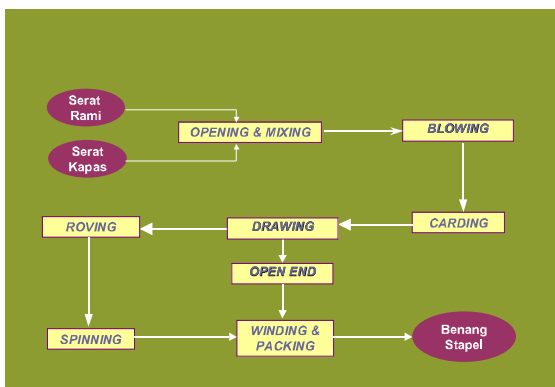 Serat
Rami
OPENING & MIXING
BLOWING
Serat
Kapas
ROVING
DRAWING
CARDING
OPEN END
SPINNING
WINDING &
PACKING
Benang
Stapel